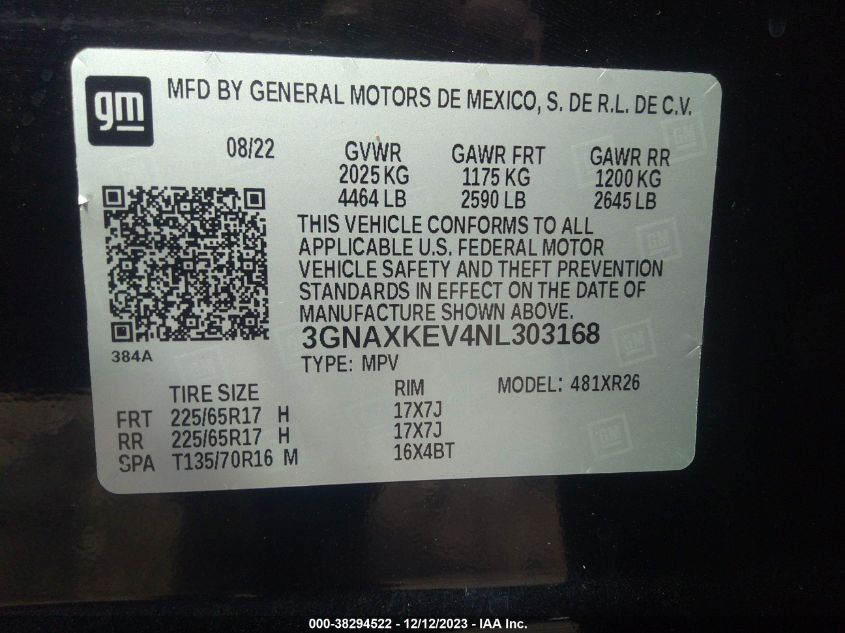 gm
MFD BY GENERAL MOTORS DE MEXICO, S. DE R.L. DE C.V.
08/22 GVWR GAWR FRT GAWR RR
2025 KG 1175 KG 1200 KG
4464 LB 2590 LB 2645 LB
THIS VEHICLE CONFORMS TO ALL
APPLICABLE U.S. FEDERAL MOTOR
VEHICLE SAFETY AND THEFT PREVENTION
STANDARDS IN EFFECT ON THE DATE OF
MANUFACTURE SHOWN ABOVE.
3GNAXKEV4NL303168
384A
TYPE: MPV
TIRE SIZE RIM MODEL: 481XR26
FRT 225/65R17 H 17X7J
RR 225/65R17 H 17X7J
SPA T135/70R16 M 16X4BT
000-38294522 - 12/12/2023 - IAA Inc.